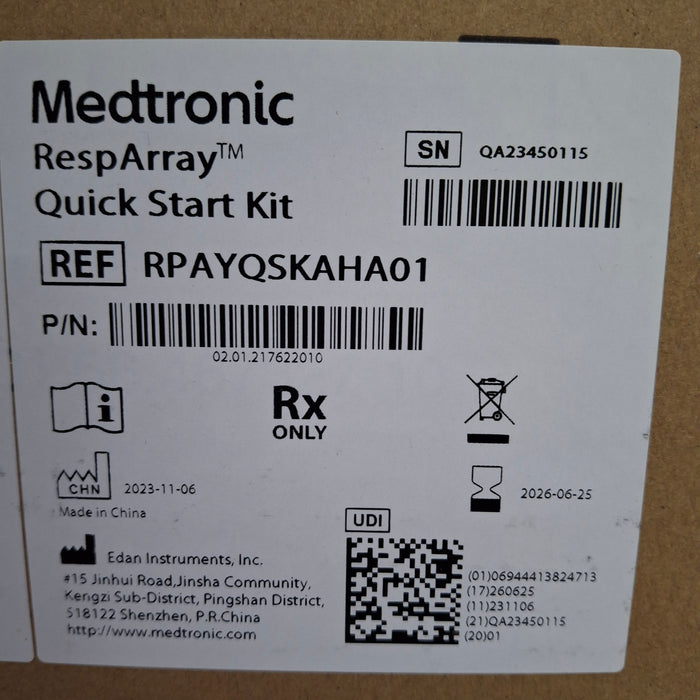 Medtronic
RespArray™
Quick Start Kit
SN QA23450115
REF RPAYQSKAHA01
P/N:
02.01.217622010
i
Rx
ONLY
CHN 2023-11-06
Made in China
2026-06-25
Edan Instruments, Inc.
#15 Jinhui Road,Jinsha Community,
Kengzi Sub-District, Pingshan District,
518122 Shenzhen, P.R.China
http://www.medtronic.com
UDI
(01)06944413824713
(17)260625
(11)231106
(21)QA23450115
(20)01